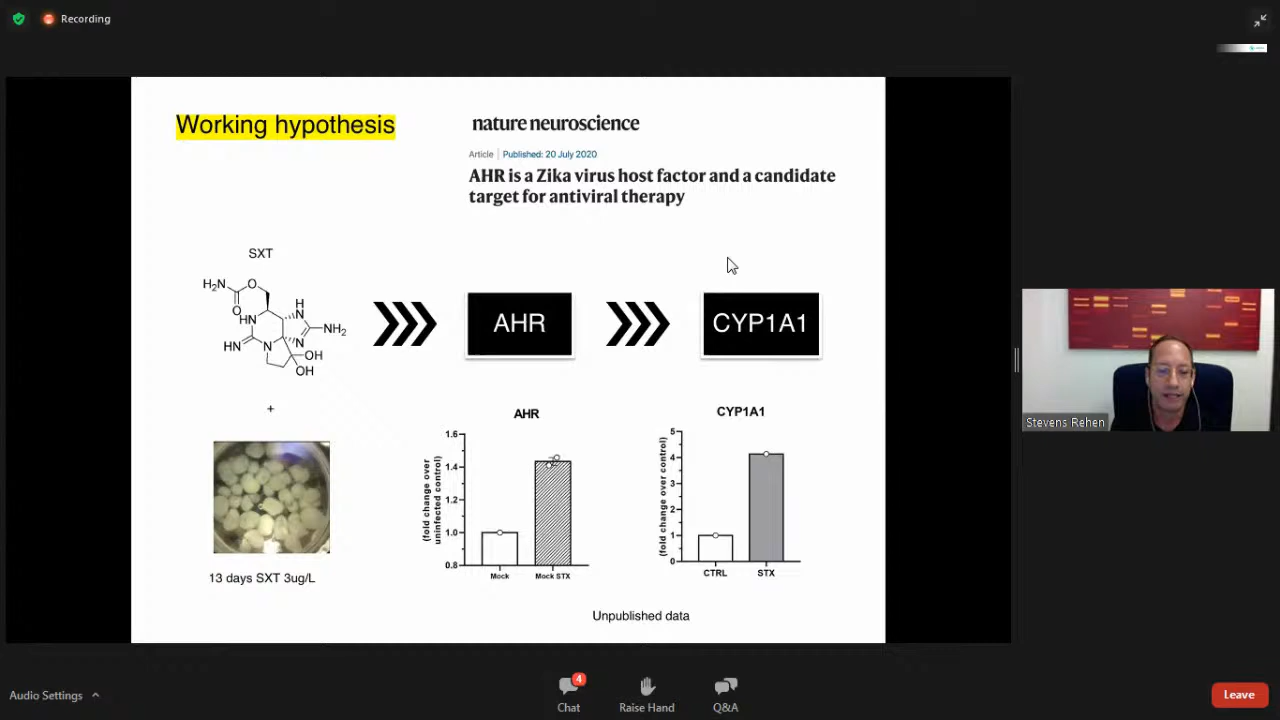 Recording
Working hypothesis
nature neuroscience
Article | Published: 20 July 2020
AHR is a Zika virus host factor and a candidate
target for antiviral therapy
SXT
H₂N
O
O
H
N
HN
NH₂
HN
N
N
OH
OH
AHR
CYP1A1
+
13 days SXT 3ug/L
AHR
(fold change over
uninfected control)
1.6
1.4
1.2
1.0
0.8
Mock
Mock STX
CYP1A1
(fold change over control)
5
4
3
2
1
0
CTRL
STX
Unpublished data
Stevens Rehen
Audio Settings
4
Chat
Raise Hand
Q&A
Leave